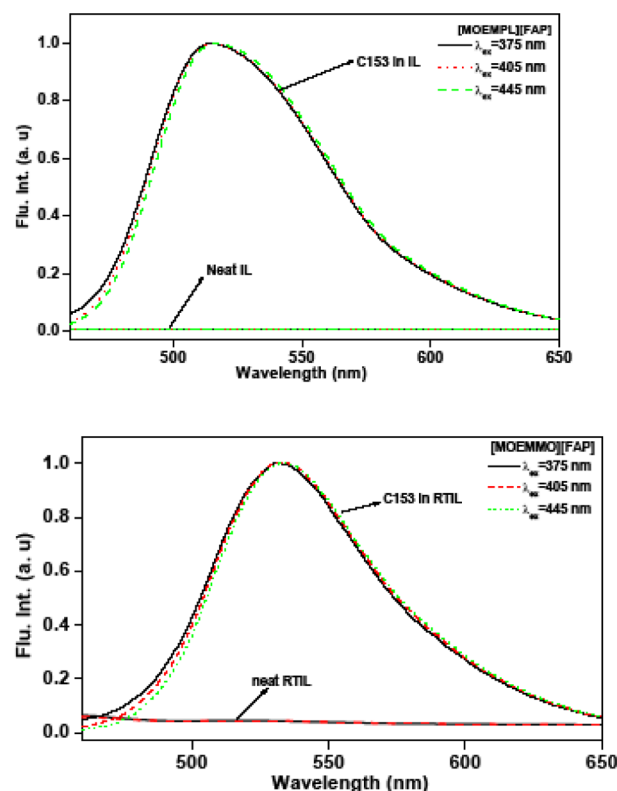 [MOEMPL][FAP]
λex=375 nm
λex=405 nm
λex=445 nm
C153 in IL
Neat IL
Flu. Int. (a. u)
1.0
0.8
0.6
0.4
0.2
0.0
500 550 600 650
Wavelength (nm)
[MOEMMO][FAP]
λex=375 nm
λex=405 nm
λex=445 nm
C153 in RTIL
neat RTIL
Flu. Int. (a. u)
1.0
0.8
0.6
0.4
0.2
0.0
500 550 600 650
Wavelength (nm)